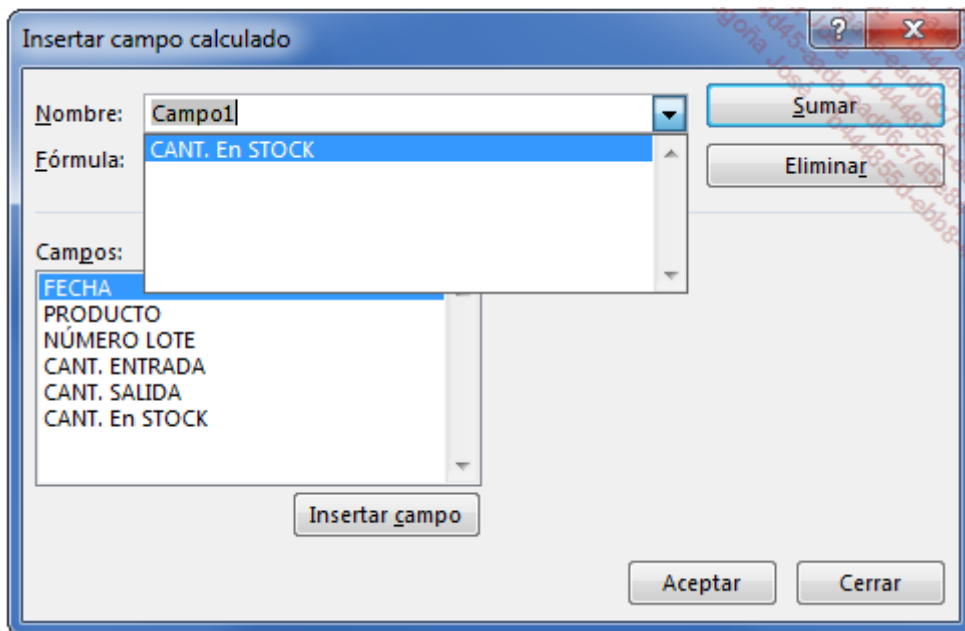 Insertar campo calculado
?
X
Nombre:
Campo1
Sumar
Fórmula:
CANT. En STOCK
Eliminar
Campos:
FECHA
PRODUCTO
NÚMERO LOTE
CANT. ENTRADA
CANT. SALIDA
CANT. En STOCK
Insertar campo
Aceptar
Cerrar